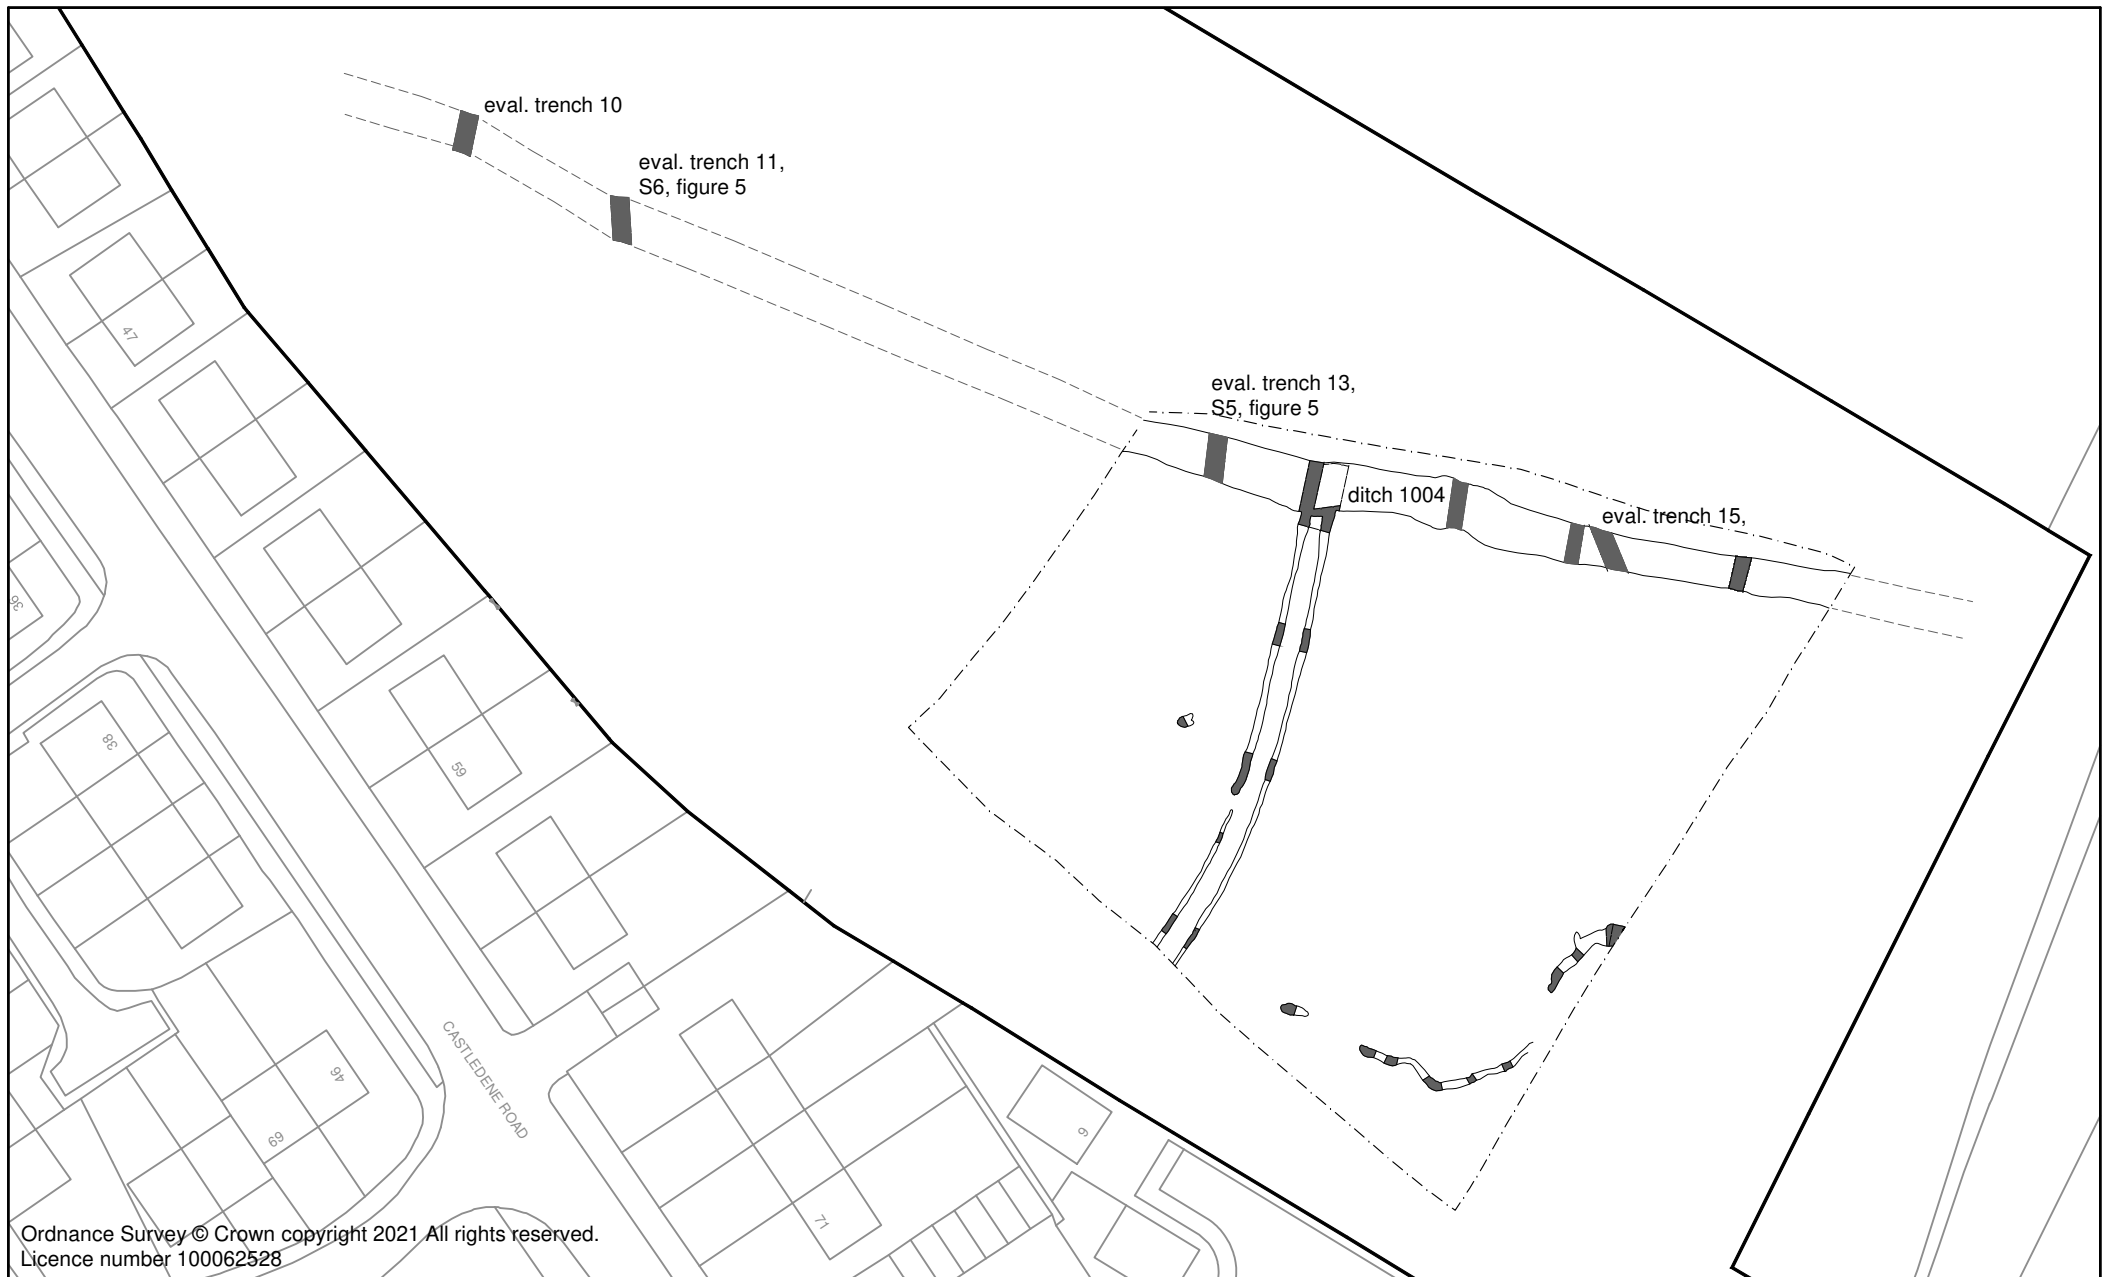 eval. trench 10
eval. trench 11,
S6, figure 5
eval. trench 13,
S5, figure 5
ditch 1004
eval. trench 15,
47
36
38
59
46
69
CASTLEDENE ROAD
71
9
Ordnance Survey © Crown copyright 2021 All rights reserved.
Licence number 100062528